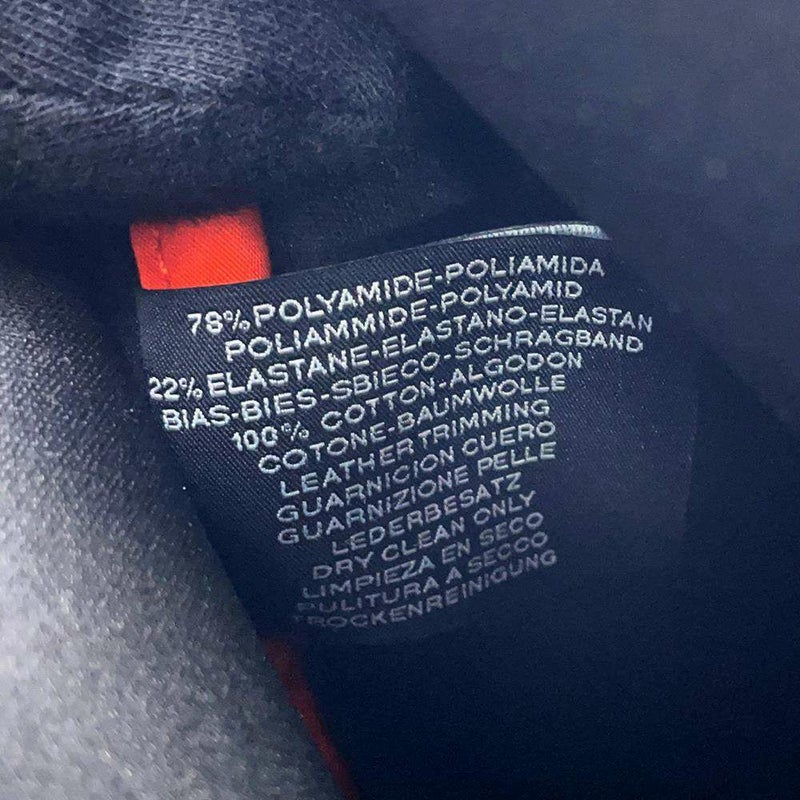 78% POLYAMIDE-POLIAMIDA
POLIAMMIDE-POLYAMID
22% ELASTANE-ELASTANO-ELASTAN
BIAS-BIES-SBIECO-SCHRAGBAND
100% COTTON-ALGODON
COTONE-BAUMWOLLE
LEATHER TRIMMING
GUARNICION CUERO
GUARNIZIONE PELLE
LEDERBESATZ
DRY CLEAN ONLY
LIMPIEZA EN SECO
PULITURA A SECCO
TROCKENREINIGUNG